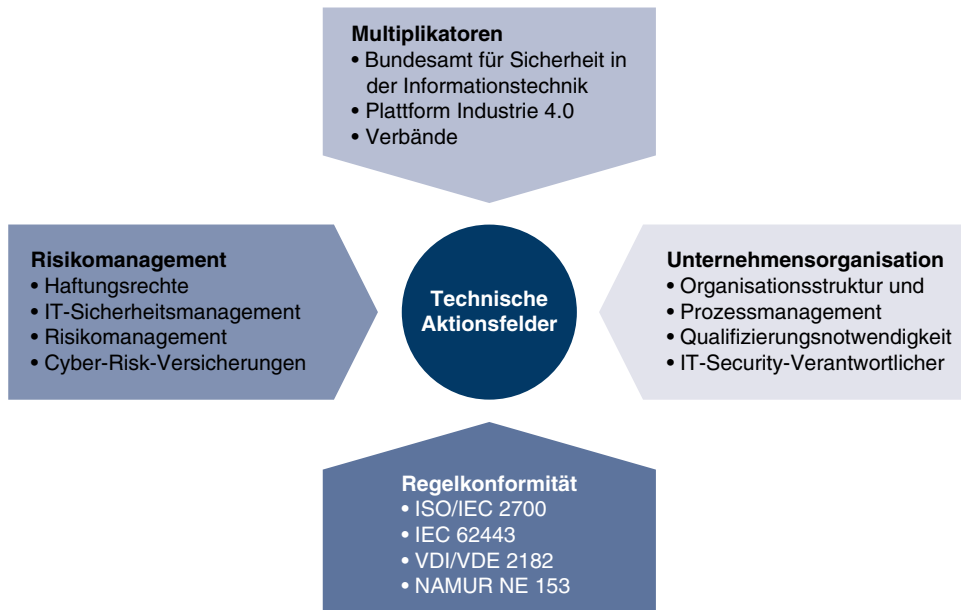 Multiplikatoren
• Bundesamt für Sicherheit in
der Informationstechnik
• Plattform Industrie 4.0
• Verbände
Risikomanagement
• Haftungsrechte
• IT-Sicherheitsmanagement
• Risikomanagement
• Cyber-Risk-Versicherungen
Technische
Aktionsfelder
Unternehmensorganisation
• Organisationsstruktur und
• Prozessmanagement
• Qualifizierungsnotwendigkeit
• IT-Security-Verantwortlicher
Regelkonformität
• ISO/IEC 2700
• IEC 62443
• VDI/VDE 2182
• NAMUR NE 153